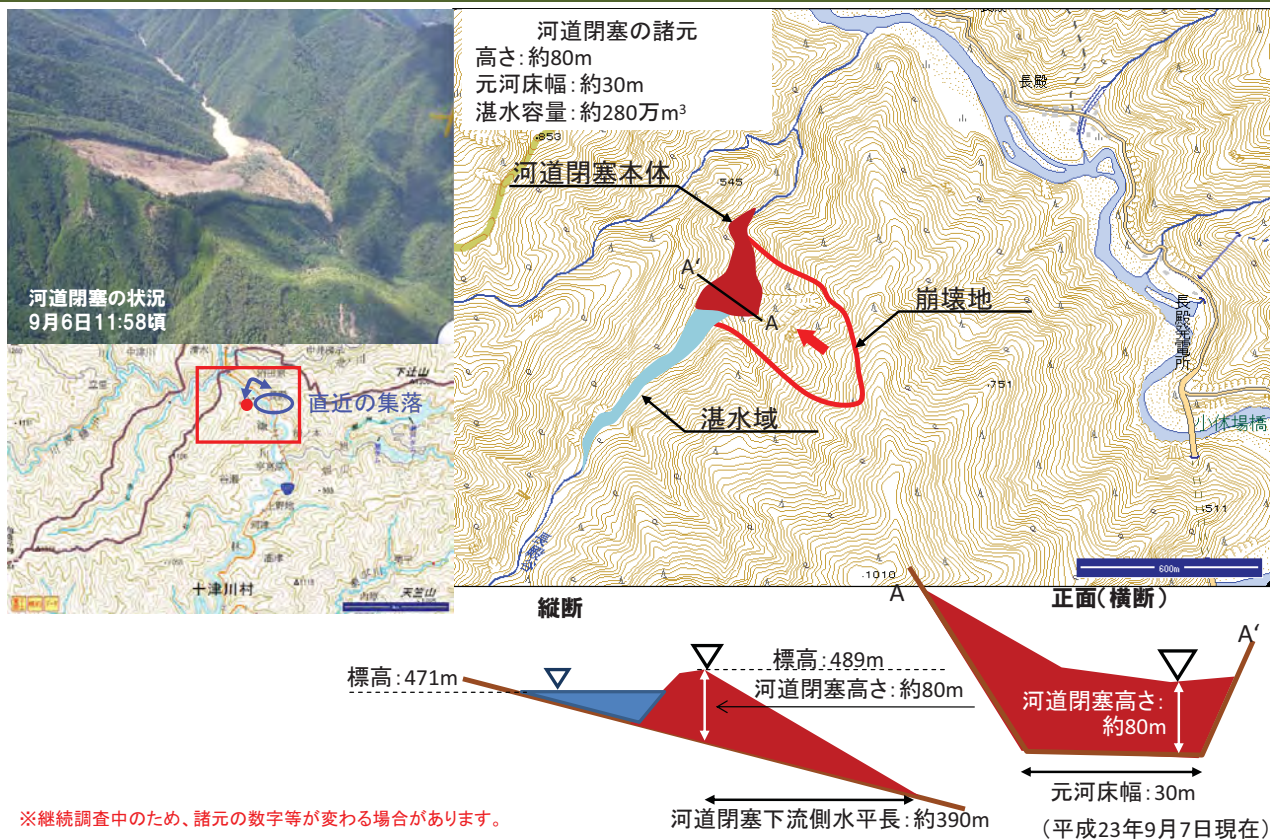 河道閉塞の諸元
高さ：約80m
元河床幅：約30m
湛水容量：約280万m³
河道閉塞の状況
9月6日11:58頃
長殿
・853
・545
河道閉塞本体
A'
A
崩壊地
長殿発電所
・751
湛水域
小休場橋
・511
600m
・1010
下辻山
直近の集落
十津川村
天竺山
縦断
標高：471m
標高：489m
河道閉塞高さ：約80m
河道閉塞下流側水平長：約390m
正面（横断）
A
A'
河道閉塞高さ：
約80m
元河床幅：30m
（平成23年9月7日現在）
※継続調査中のため、諸元の数字等が変わる場合があります。